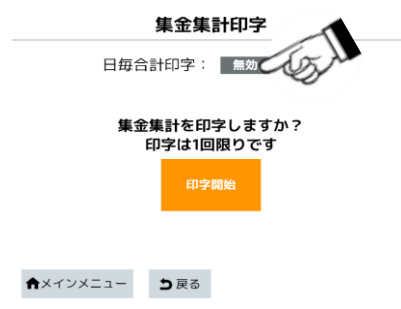 集金集計印字
日毎合計印字： 無効
集金集計を印字しますか？
印字は1回限りです
印字開始
メインメニュー 戻る